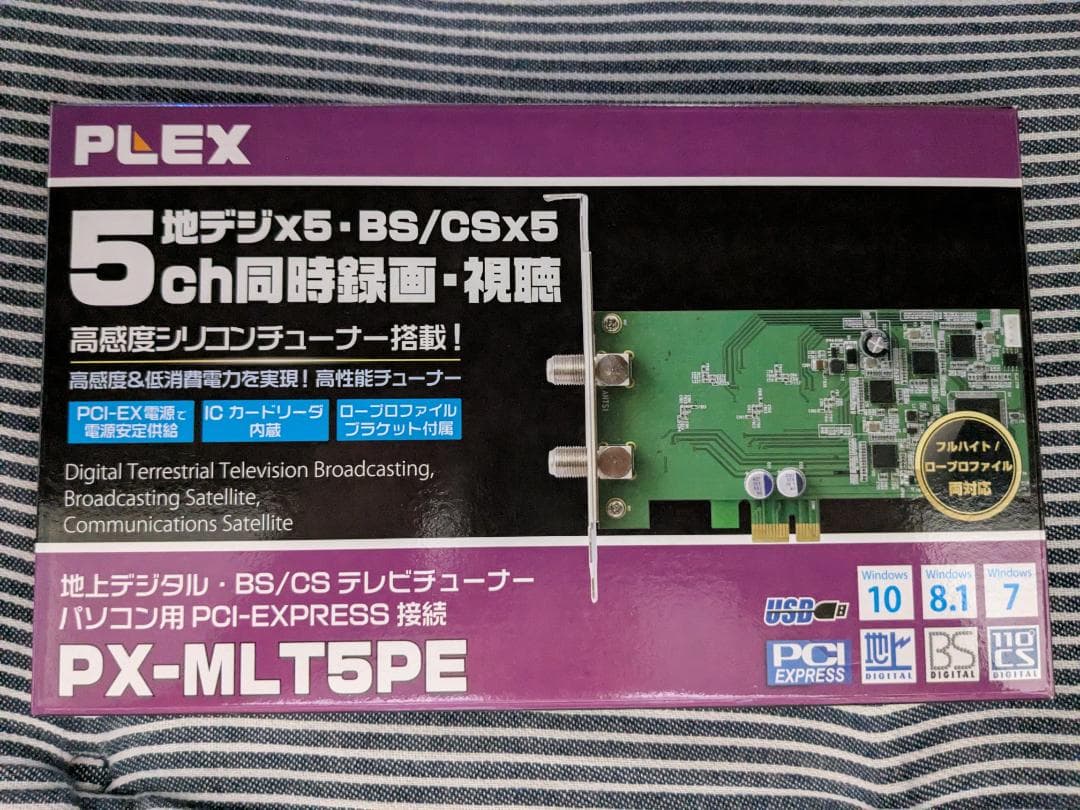 PLEX
5
地デジx5・BS/CSx5
ch同時録画・視聴
高感度シリコンチューナー搭載！
高感度&低消費電力を実現！高性能チューナー
PCI-EX電源で
電源安定供給
ICカードリーダ
内蔵
ロープロファイル
ブラケット付属
Digital Terrestrial Television Broadcasting,
Broadcasting Satellite,
Communications Satellite
フルハイト/
ロープロファイル
両対応
地上デジタル・BS/CSテレビチューナー
パソコン用PCI-EXPRESS接続
PX-MLT5PE
USB
Windows
10
Windows
8.1
Windows
7
PCI
EXPRESS
地上
DIGITAL
BS
DIGITAL
110°
CS
DIGITAL